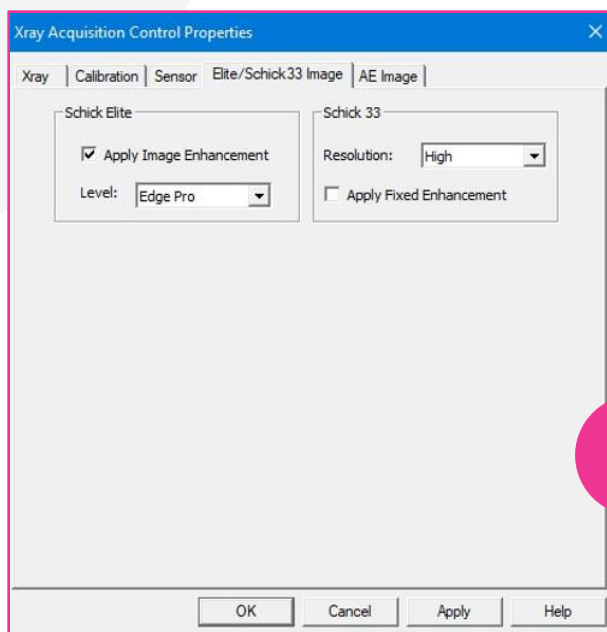 Xray Acquisition Control Properties
Xray Calibration Sensor Elite/Schick33 Image AE Image
Schick Elite
Apply Image Enhancement
Level: Edge Pro
Schick 33
Resolution: High
Apply Fixed Enhancement
OK Cancel Apply Help